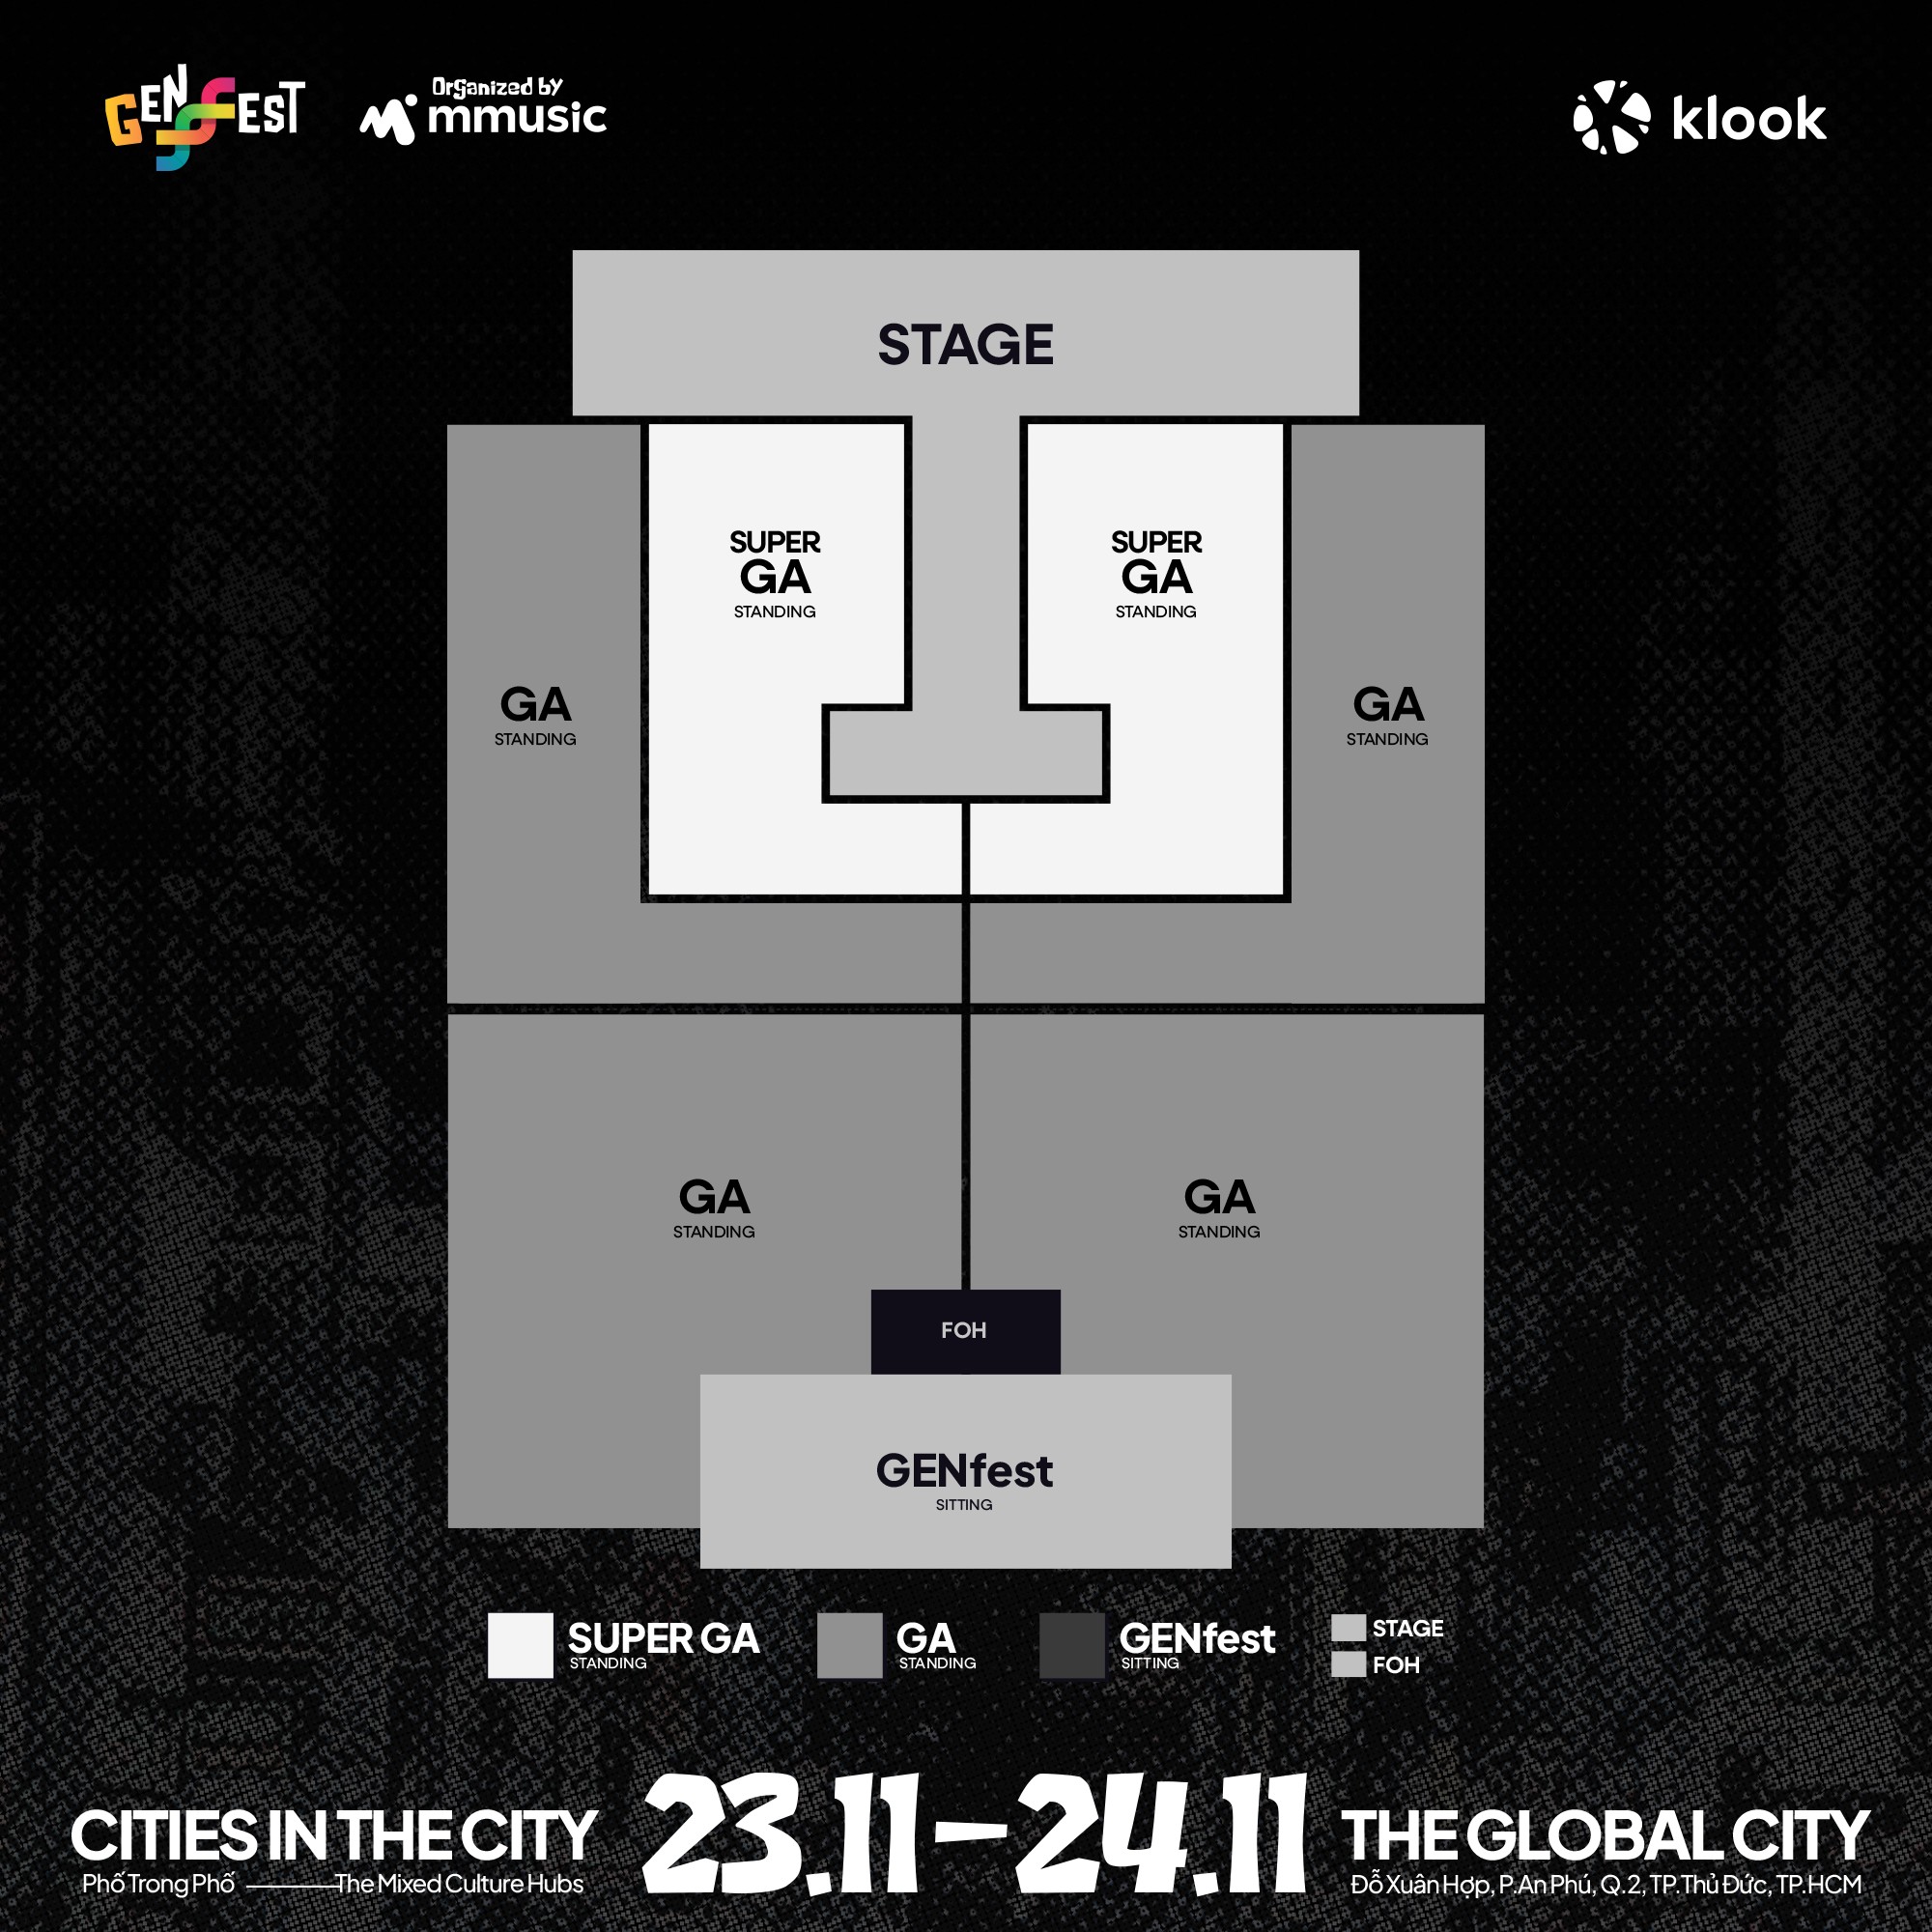 GENFEST
Organized by
mmusic
klook
STAGE
SUPER
GA
STANDING
SUPER
GA
STANDING
GA
STANDING
GA
STANDING
GA
STANDING
GA
STANDING
FOH
GENfest
SITTING
SUPER GA
STANDING
GA
STANDING
GENfest
SITTING
STAGE
FOH
CITIES IN THE CITY
Phố Trong Phố
The Mixed Culture Hubs
23.11–24.11
THE GLOBAL CITY
Đỗ Xuân Hợp, P.An Phú, Q.2, TP.Thủ Đức, TP.HCM